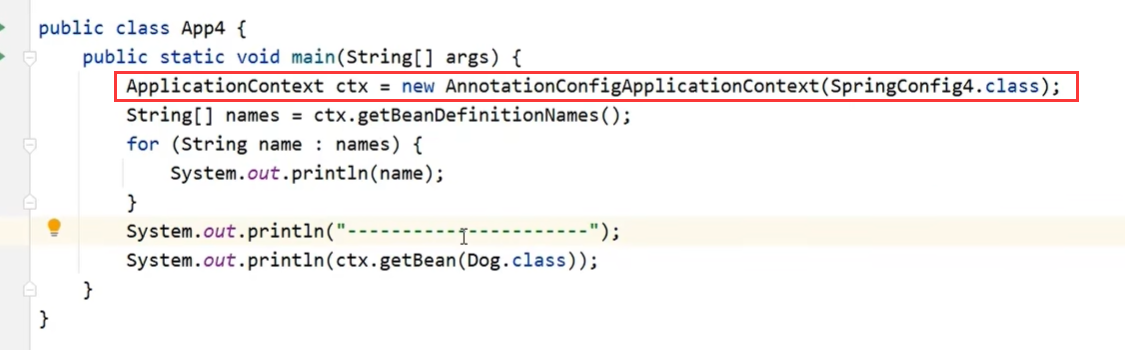 public class App4 {
public static void main(String[] args) {
ApplicationContext ctx = new AnnotationConfigApplicationContext(SpringConfig4.class);
String[] names = ctx.getBeanDefinitionNames();
for (String name : names) {
System.out.println(name);
}
System.out.println("----------------------");
System.out.println(ctx.getBean(Dog.class));
}
}